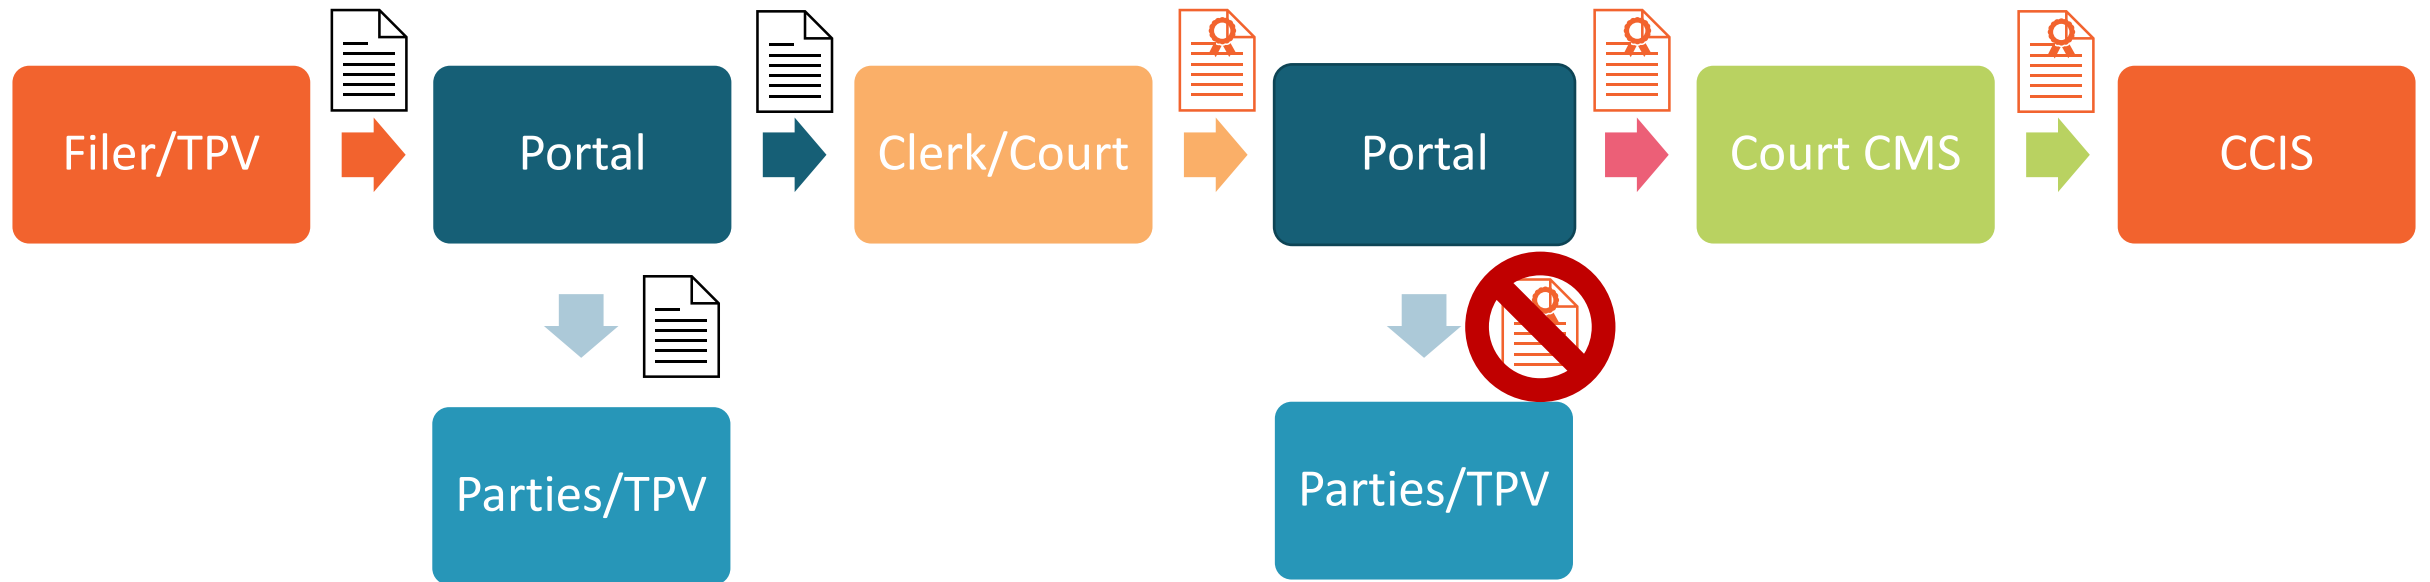 Filer/TPV
Portal
Clerk/Court
Portal
Court CMS
CCIS
Parties/TPV
Parties/TPV